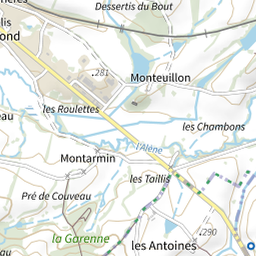 Dessertis du Bout
lis
ond
281
Monteuillon
les Roulettes
les Chambons
eau
l'Alène
Montarmin
les Taillis
Pré de Couveau
la Garenne
290
les Antoines